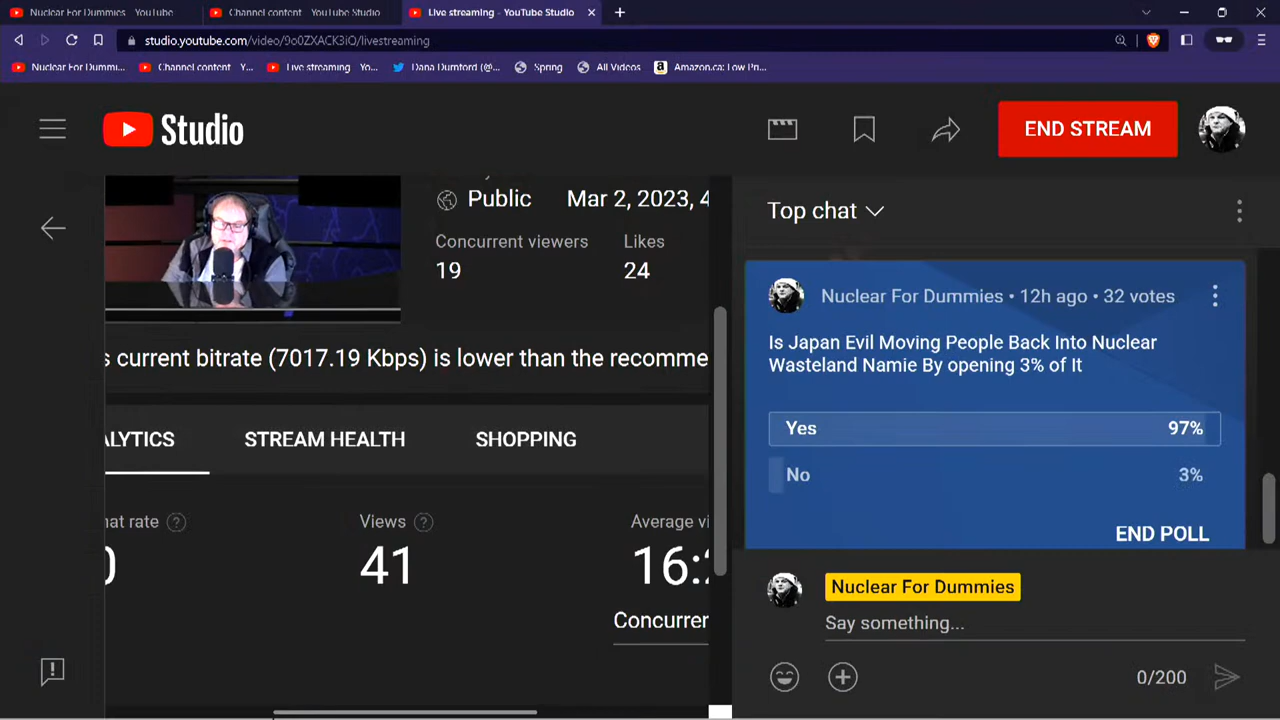 Nuclear For Dummies
YouTube
Channel content
YouTube Studio
Live streaming - YouTube Studio
studio.youtube.com/video/9o0ZXACK3iQ/livestreaming
Nuclear For Dummi...
Channel content - Y...
Live streaming - Yo...
Dana Durnford (@...
Spring
All Videos
Amazon.ca: Low Pri...
Studio
END STREAM
Public
Mar 2, 2023, 4
Concurrent viewers
Likes
19
24
s current bitrate (7017.19 Kbps) is lower than the recomme
ALYTICS
STREAM HEALTH
SHOPPING
hat rate
Views
Average vi
0
41
16:2
Concurrer
Top chat
Nuclear For Dummies • 12h ago • 32 votes
Is Japan Evil Moving People Back Into Nuclear
Wasteland Namie By opening 3% of It
Yes
97%
No
3%
END POLL
Nuclear For Dummies
Say something...
0/200